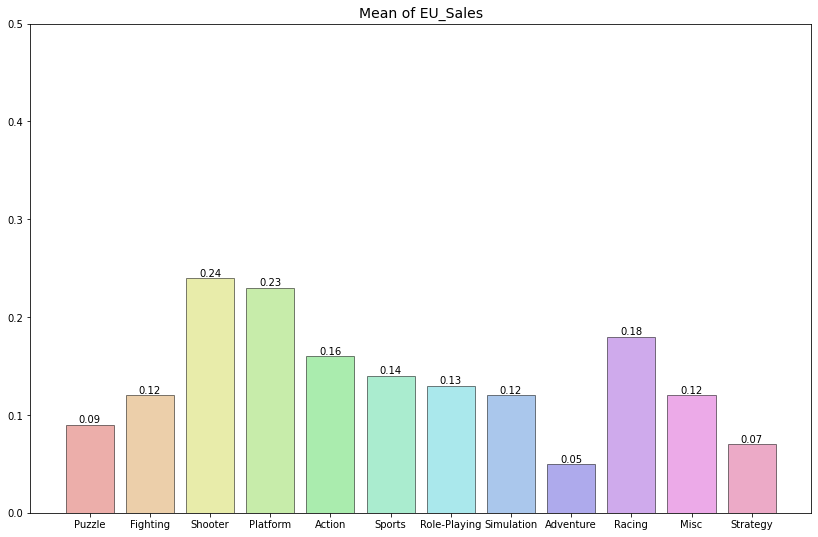 Mean of EU_Sales
0.5
0.4
0.3
0.2
0.1
0.0
0.09
0.12
0.24
0.23
0.16
0.14
0.13
0.12
0.05
0.18
0.12
0.07
Puzzle
Fighting
Shooter
Platform
Action
Sports
Role-Playing
Simulation
Adventure
Racing
Misc
Strategy